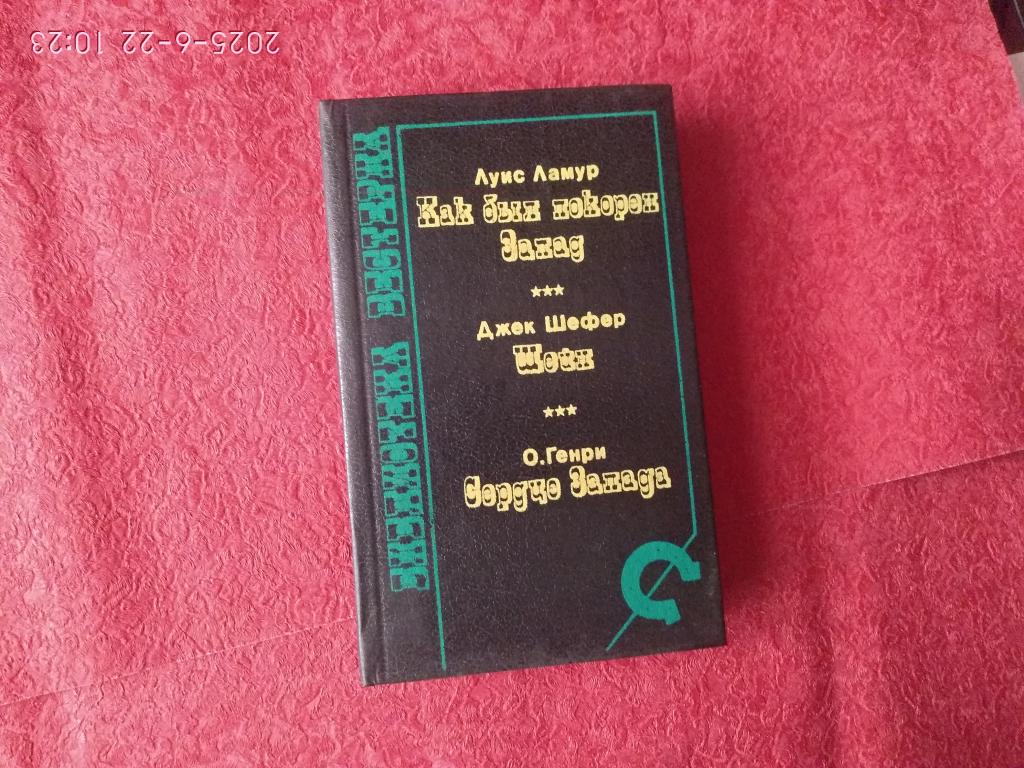 2025-6-22 10:23
БИБЛИОТЕКА ВЕСТЕРНА
Луис Ламур
Как был покорен
Запад
***
Джек Шефер
Шейн
***
О.Генри
Сердце Запада